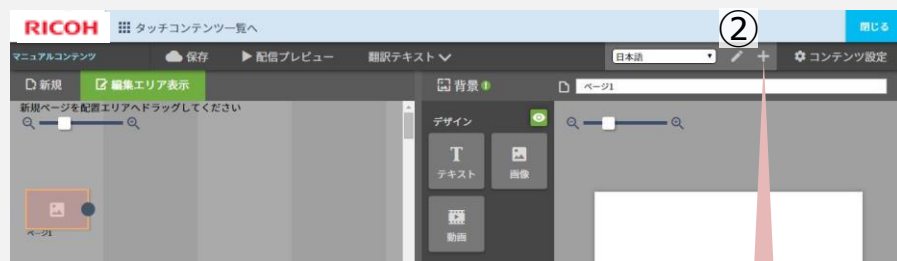 RICOH タッチコンテンツ一覧へ ② 閉じる
マニュアルコンテンツ 保存 配信プレビュー 翻訳テキスト 日本語 コンテンツ設定
新規 編集エリア表示 背景 ページ1
新規ページを配置エリアへドラッグしてください
デザイン
T
テキスト 画像
動画
ページ1